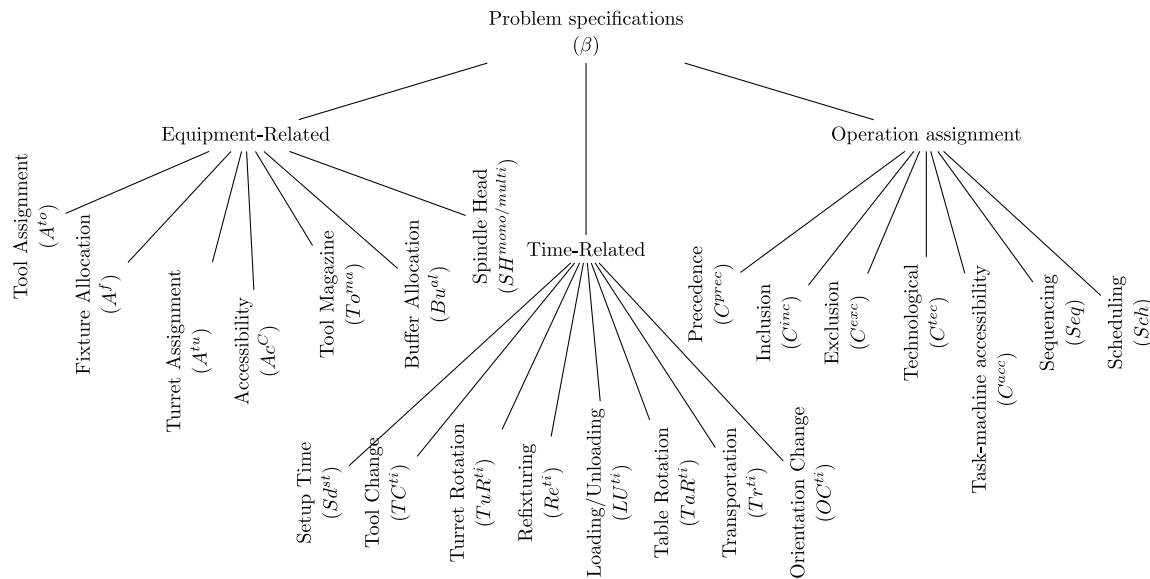 Problem specifications
(β)
Equipment-Related
Operation assignment
Time-Related
Tool Assignment
(A^{to})
Fixture Allocation
(A^{f})
Turret Assignment
(A^{tu})
Accessibility
(Ac^{C})
Tool Magazine
(To^{ma})
Buffer Allocation
(Bu^{al})
Spindle Head
(SH^{mono/multi})
Setup Time
(Sd^{st})
Tool Change
(TC^{ti})
Turret Rotation
(TuR^{ti})
Refixturing
(Re^{ti})
Loading/Unloading
(LU^{ti})
Table Rotation
(TaR^{ti})
Transportation
(Tr^{ti})
Orientation Change
(OC^{ti})
Precedence
(C^{prec})
Inclusion
(C^{inc})
Exclusion
(C^{exc})
Technological
(C^{tec})
Task-machine accessibility
(C^{acc})
Sequencing
(Seq)
Scheduling
(Sch)